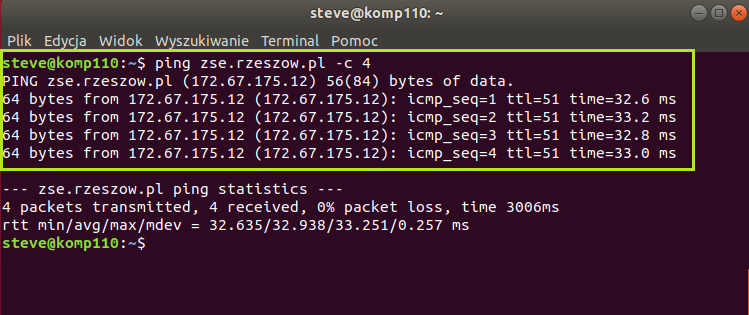 steve@komp110: ~
Plik Edycja Widok Wyszukiwanie Terminal Pomoc
steve@komp110:~$ ping zse.rzeszow.pl -c 4
PING zse.rzeszow.pl (172.67.175.12) 56(84) bytes of data.
64 bytes from 172.67.175.12 (172.67.175.12): icmp_seq=1 ttl=51 time=32.6 ms
64 bytes from 172.67.175.12 (172.67.175.12): icmp_seq=2 ttl=51 time=33.2 ms
64 bytes from 172.67.175.12 (172.67.175.12): icmp_seq=3 ttl=51 time=32.8 ms
64 bytes from 172.67.175.12 (172.67.175.12): icmp_seq=4 ttl=51 time=33.0 ms
--- zse.rzeszow.pl ping statistics ---
4 packets transmitted, 4 received, 0% packet loss, time 3006ms
rtt min/avg/max/mdev = 32.635/32.938/33.251/0.257 ms
steve@komp110:~$